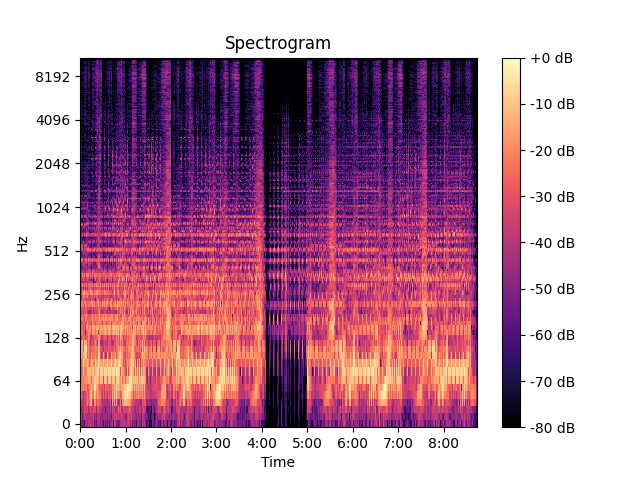 Spectrogram
8192
4096
2048
1024
512
256
128
64
0
Hz
0:00 1:00 2:00 3:00 4:00 5:00 6:00 7:00 8:00
Time
+0 dB
-10 dB
-20 dB
-30 dB
-40 dB
-50 dB
-60 dB
-70 dB
-80 dB